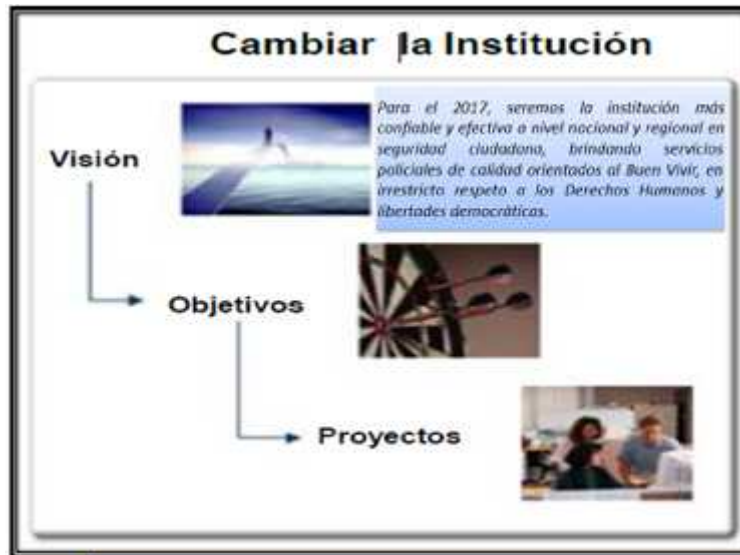 Cambiar la Institución
Para el 2017, seremos la institución más
confiable y efectiva a nivel nacional y regional en
seguridad ciudadana, brindando servicios
policiales de calidad orientados al Buen Vivir, en
irrestricto respeto a los Derechos Humanos y
libertades democráticas.
Visión
Objetivos
Proyectos